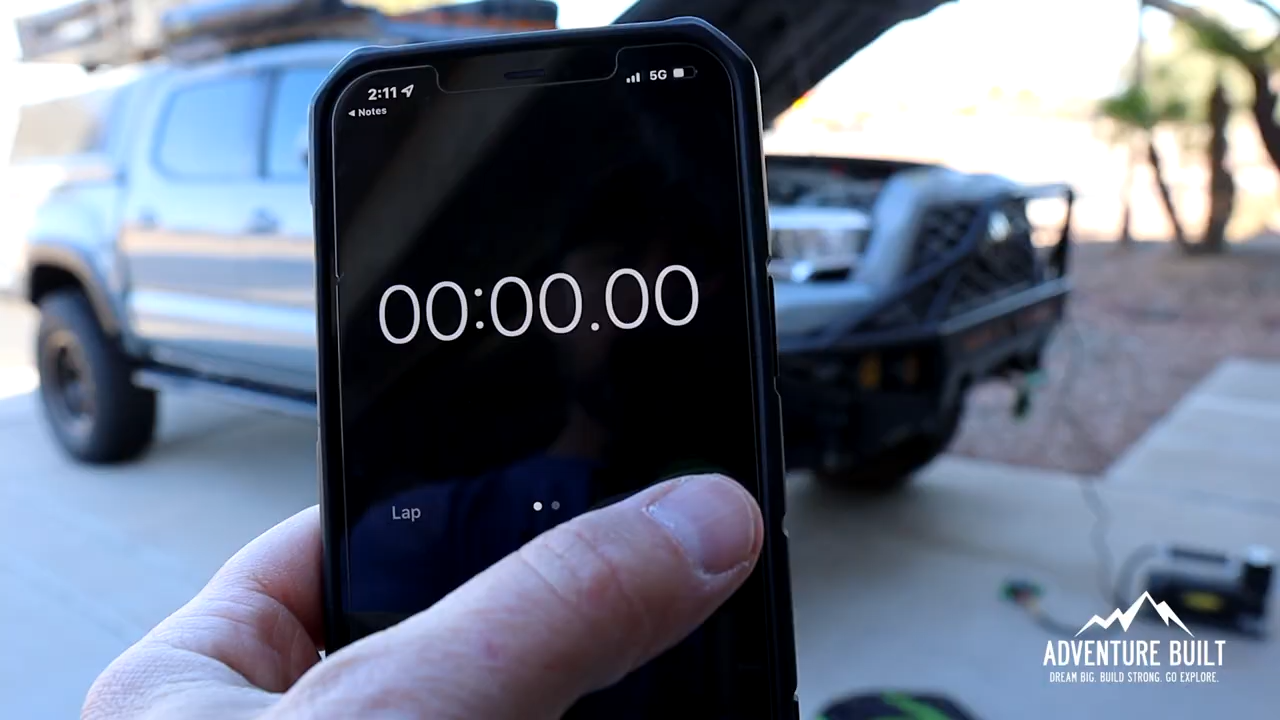 2:11
5G
◀ Notes
00:00.00
Lap
ADVENTURE BUILT
DREAM BIG. BUILD STRONG. GO EXPLORE.